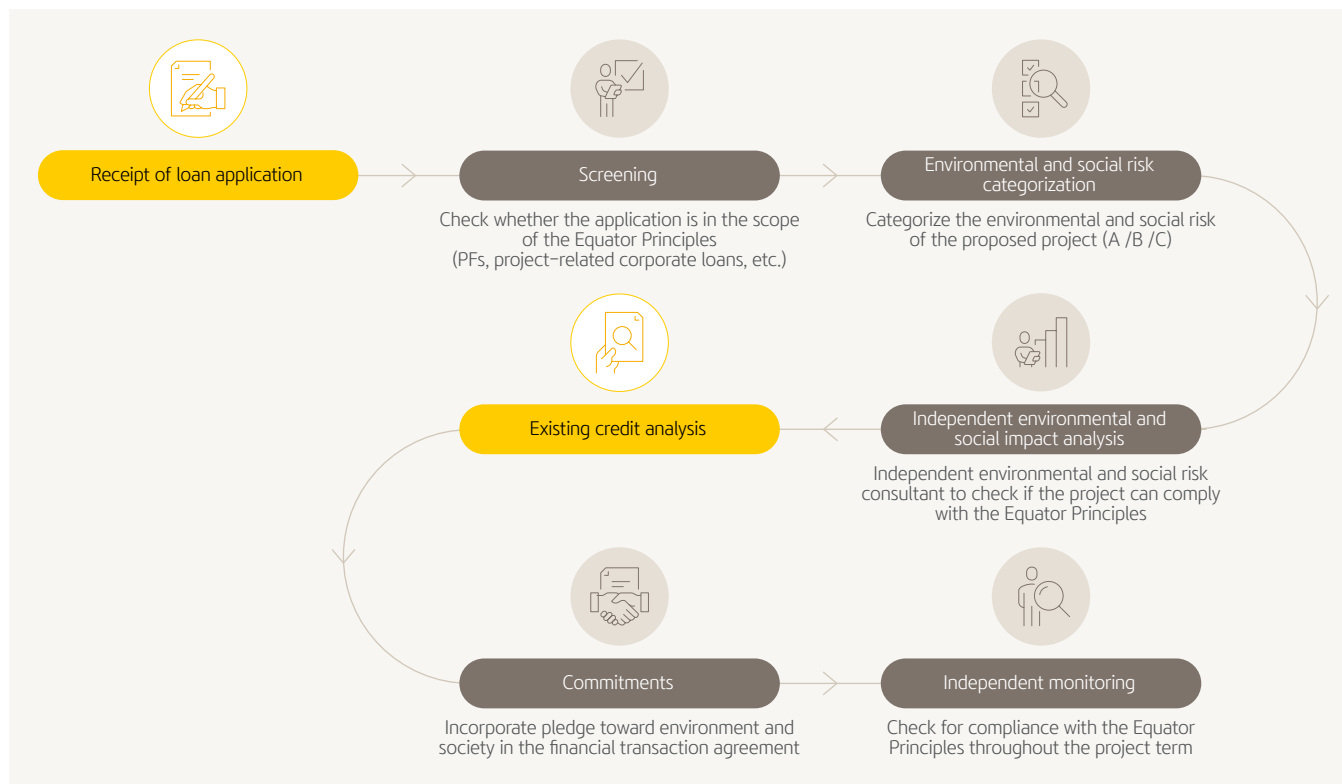 Receipt of loan application
Screening
Check whether the application is in the scope
of the Equator Principles
(PFs, project-related corporate loans, etc.)
Environmental and social risk
categorization
Categorize the environmental and social risk
of the proposed project (A /B /C)
Independent environmental and
social impact analysis
Independent environmental and social risk
consultant to check if the project can comply
with the Equator Principles
Existing credit analysis
Commitments
Incorporate pledge toward environment and
society in the financial transaction agreement
Independent monitoring
Check for compliance with the Equator
Principles throughout the project term